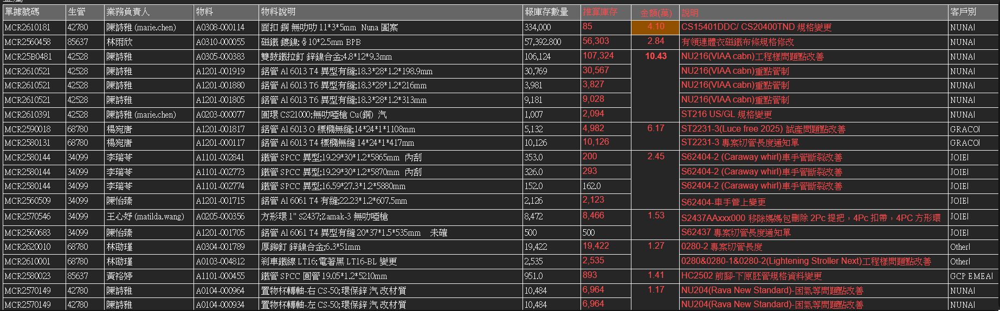 單據號碼 生管 業務負責人 物料 物料說明 報庫存數量 推算庫存 金額(萬) 說明 客戶別
MCR2610181 42780 陳詩雅 (marie.chen) A0308-000114 面扣 銅 無叻叻 11*3*5mm Nuna 圖案 334,000 85 4.10 CS15401DDC/ CS20400TND 規格變更 NUNA|
MCR2560458 85637 林雨欣 A0310-000055 磁鐵 鍍鎳;∮10*2.5mm BPB 57,392.800 56,303 2.84 有領連體衣磁鐵布條規格修改 NUNA|
MCR25B0481 42528 陳詩雅 A0305-000383 雙鼓鐵拉釘 鋅鎳合金;4.8*12*9.3mm 106,124 107,324 10.43 NU216(VIAA cabn)工程樣問題點改善 NUNA|
MCR2610521 42528 陳詩雅 A1201-001919 鋁管 Al 6013 T4 異型有縫;18.3*28*1.2*198.9mm 30,769 30,567 NU216(VIAA cabn)重點管制 NUNA|
MCR2610521 42528 陳詩雅 A1201-001880 鋁管 Al 6013 T6 異型有縫;18.3*28*1.2*216mm 3,981 3,827 NU216(VIAA cabn)重點管制 NUNA|
MCR2610521 42528 陳詩雅 A1201-001805 鋁管 Al 6013 T6 異型有縫;18.3*28*1.2*313mm 9,181 9,028 NU216(VIAA cabn)重點管制 NUNA|
MCR2610391 42528 陳詩雅 (marie.chen) A0203-000077 圓環 CS21000;無叻啞槍 Cu(銅) 汽 1,007 2,094 ST216 US/GL 規格變更 NUNA|
MCR2590018 68780 楊宛唐 A1201-001817 鋁管 Al 6013 O 標橢無縫;14*24*1*1108mm 5,132 4,982 6.17 ST2231-3(Luce free 2025) 試產問題點改善 GRACO|
MCR2580131 68780 楊宛唐 A1201-000117 鋁管 Al 6013 T4 標橢無縫 14*24*1*417mm 10,126 10,126 ST2231-3 專案切管長度通知單 GRACO|
MCR2580144 34099 李瑞苓 A1101-002841 鐵管 SPCC 異型;19.29*30*1.2*5865mm 內刮 353.0 200 2.45 S62404-2 (Caraway whirl)車手管斷裂改善 JOIE|
MCR2580144 34099 李瑞苓 A1101-002773 鐵管 SPCC 異型;19.29*30*1.2*5870mm 內刮 326.0 293 S62404-2 (Caraway whirl)車手管斷裂改善 JOIE|
MCR2580144 34099 李瑞苓 A1101-002774 鐵管 SPCC 異型;16.59*27.3*1.2*5880mm 152.0 162.0 S62404-2 (Caraway whirl)車手管斷裂改善 JOIE|
MCR2560509 34099 陳怡臻 A1201-001715 鋁管 Al 6061 T4 有縫;22.23*1.2*607.5mm 2,126 2,123 S62404-車手管上變更 JOIE|
MCR2570546 34099 王心妤 (matilda.wang) A0205-000356 方形環 1" S2437;Zamak-3 無叻啞槍 8,472 8,466 1.53 S2437AAxxx000 移除媽媽包刪除 2Pc 提把，4Pc 扣帶，4PC 方形環 JOIE|
MCR2560683 34099 陳怡臻 A1201-001705 鋁管 Al 6061 T4 異型有縫 20*37*1.5*535mm 未確 500 500 S62437 專案切管長度通知單 JOIE|
MCR2620010 68780 林劭瑾 A0304-001789 厚鉚釘 鋅鎳合金;6.3*51mm 19,422 19,422 1.27 0280-2 專案切管長度 Other|
MCR2610001 68780 林劭瑾 A0103-004812 剎車鐵線 LT16;電著黑 LT16-BL 變更 2,535 2,535 0280&0280-1&0280-2(Lightening Stroller Next)工程樣問題點改善 Other|
MCR2580023 85637 黃裕婷 A1101-000455 鐵管 SPCC 圓管 19.05*1.2*5210mm 951.0 893 1.41 HC2502 前腳-下原胚管規格資料變更 GCP EMEA|
MCR2570149 42780 陳詩雅 A0104-000964 置物杯轉軸-右 CS-50;環保鋅 汽 改材質 10,484 6,964 1.17 NU204(Rava New Standard)-困氣等問題點改善 NUNA|
MCR2570149 42780 陳詩雅 A0104-000934 置物杯轉軸-左 CS-50;環保鋅 汽 改材質 10,484 6,964 NU204(Rava New Standard)-困氣等問題點改善 NUNA|